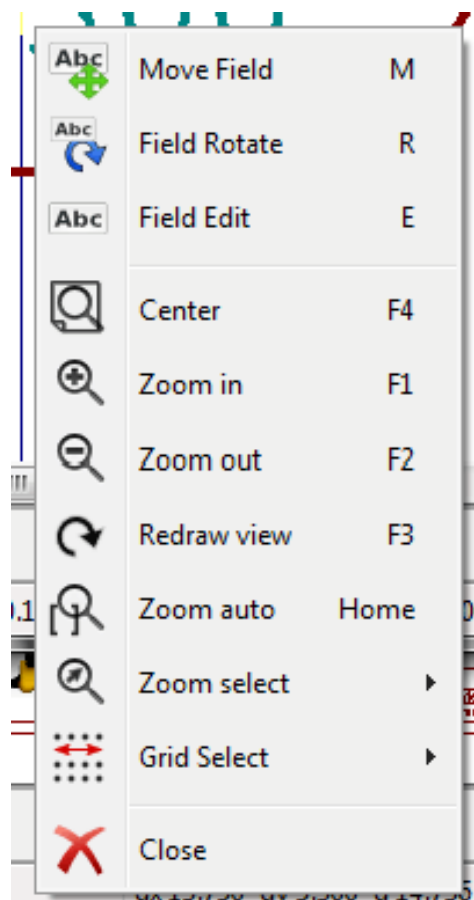 Abc Move Field M
Abc Field Rotate R
Abc Field Edit E
Center F4
Zoom in F1
Zoom out F2
Redraw view F3
Zoom auto Home
Zoom select
Grid Select
Close